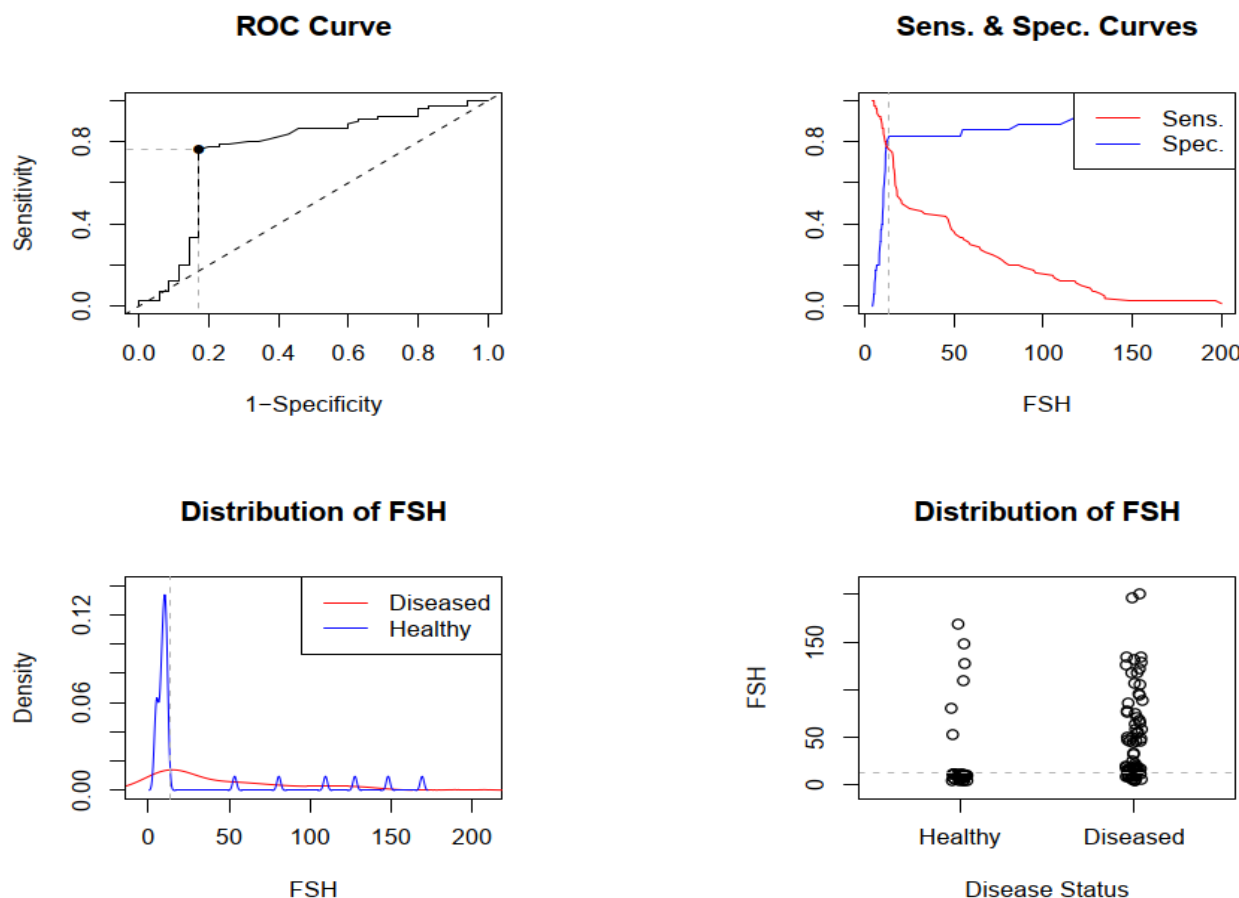 ROC Curve
Sensitivity
0.0 0.4 0.8
0.0 0.2 0.4 0.6 0.8 1.0
1−Specificity
Sens. & Spec. Curves
Sens.
Spec.
0.0 0.4 0.8
0 50 100 150 200
FSH
Distribution of FSH
Diseased
Healthy
Density
0.00 0.06 0.12
0 50 100 150 200
FSH
Distribution of FSH
FSH
0 50 150
Healthy Diseased
Disease Status